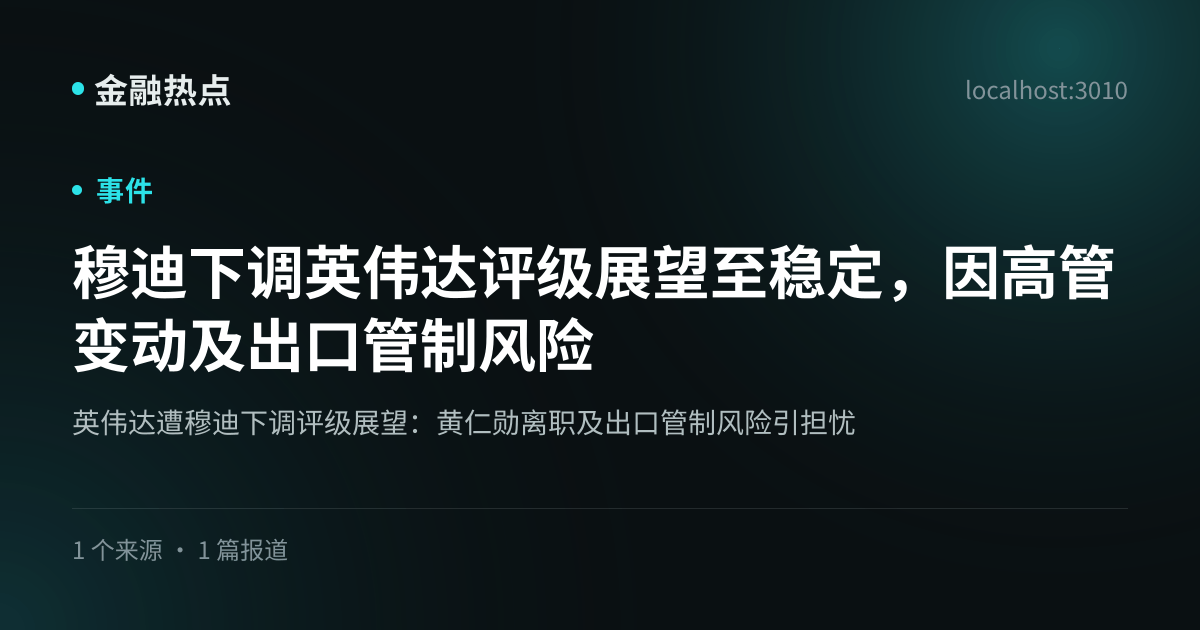 金融热点
localhost:3010
事件
穆迪下调英伟达评级展望至稳定，因高管
变动及出口管制风险
英伟达遭穆迪下调评级展望：黄仁勋离职及出口管制风险引担忧
1 个来源 · 1 篇报道